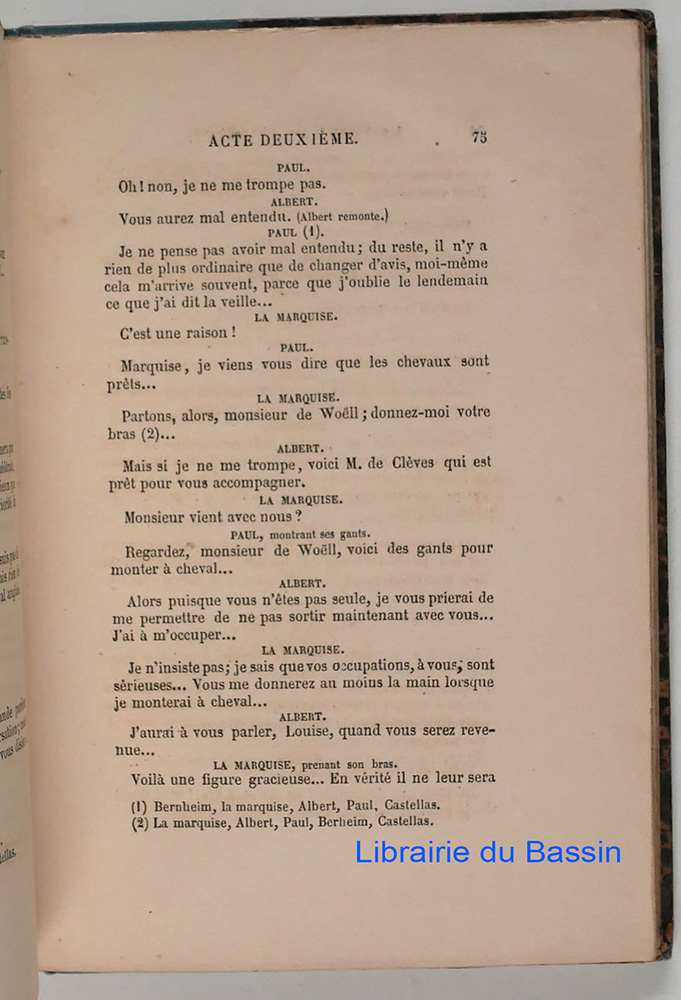 ACTE DEUXIÈME. 75
PAUL.
Oh! non, je ne me trompe pas.
ALBERT.
Vous aurez mal entendu. (Albert remonte.)
PAUL (1).
Je ne pense pas avoir mal entendu; du reste, il n'y a
rien de plus ordinaire que de changer d'avis, moi-même
cela m'arrive souvent, parce que j'oublie le lendemain
ce que j'ai dit la veille...
LA MARQUISE.
C'est une raison !
PAUL.
Marquise, je viens vous dire que les chevaux sont
prêts...
LA MARQUISE.
Partons, alors, monsieur de Woëll; donnez-moi votre
bras (2)...
ALBERT.
Mais si je ne me trompe, voici M. de Clèves qui est
prêt pour vous accompagner.
LA MARQUISE.
Monsieur vient avec nous ?
PAUL, montrant ses gants.
Regardez, monsieur de Woëll, voici des gants pour
monter à cheval...
ALBERT.
Alors puisque vous n'êtes pas seule, je vous prierai de
me permettre de ne pas sortir maintenant avec vous...
J'ai à m'occuper...
LA MARQUISE.
Je n'insiste pas; je sais que vos occupations, à vous, sont
sérieuses... Vous me donnerez au moins la main lorsque
je monterai à cheval...
ALBERT.
J'aurai à vous parler, Louise, quand vous serez reve-
nue...
LA MARQUISE, prenant son bras.
Voilà une figure gracieuse... En vérité il ne leur sera
(1) Bernheim, la marquise, Albert, Paul, Castellas.
(2) La marquise, Albert, Paul, Berheim, Castellas.
Librairie du Bassin